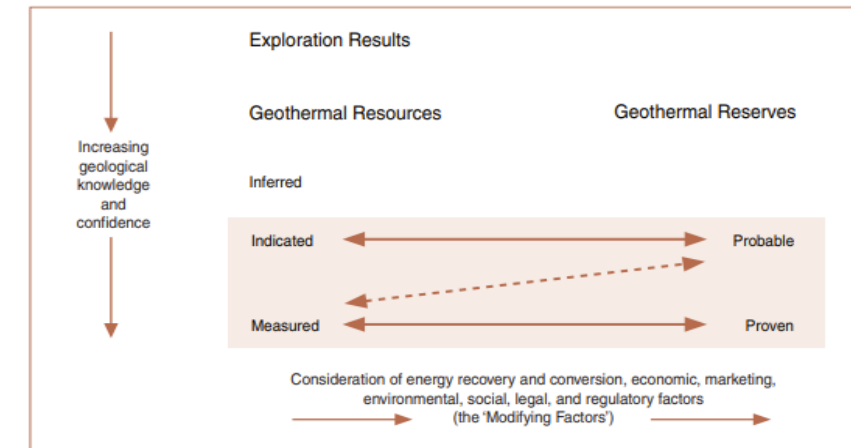 Exploration Results
Geothermal Resources
Geothermal Reserves
Increasing
geological
knowledge
and
confidence
Inferred
Indicated
Probable
Measured
Proven
Consideration of energy recovery and conversion, economic, marketing,
environmental, social, legal, and regulatory factors
(the ‘Modifying Factors’)